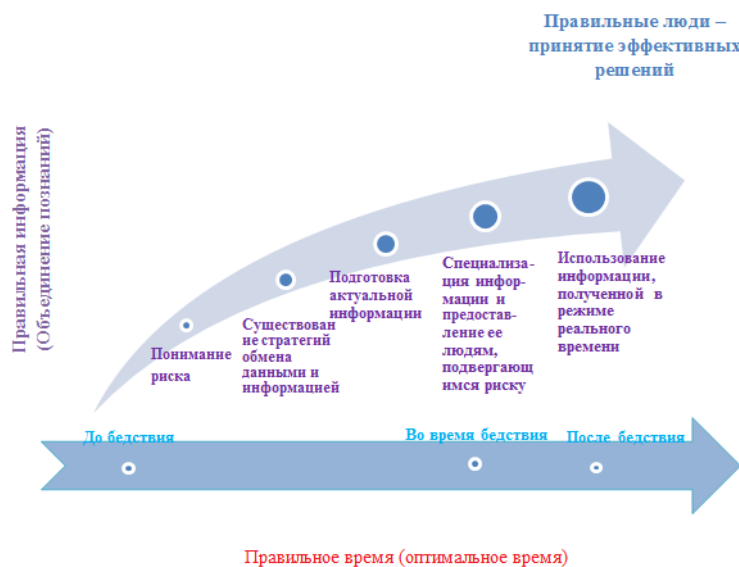 Правильные люди –
принятие эффективных
решений
Правильная информация
(Объединение познаний)
Понимание
риска
Существован
ие стратегий
обмена
данными и
информацией
Подготовка
актуальной
информации
Специализа-
ция инфор-
мации и
предостав-
ление ее
людям,
подвергающ
имся риску
Использование
информации,
полученной в
режиме
реального
времени
До бедствия
Во время бедствия
После бедствия
Правильное время (оптимальное время)